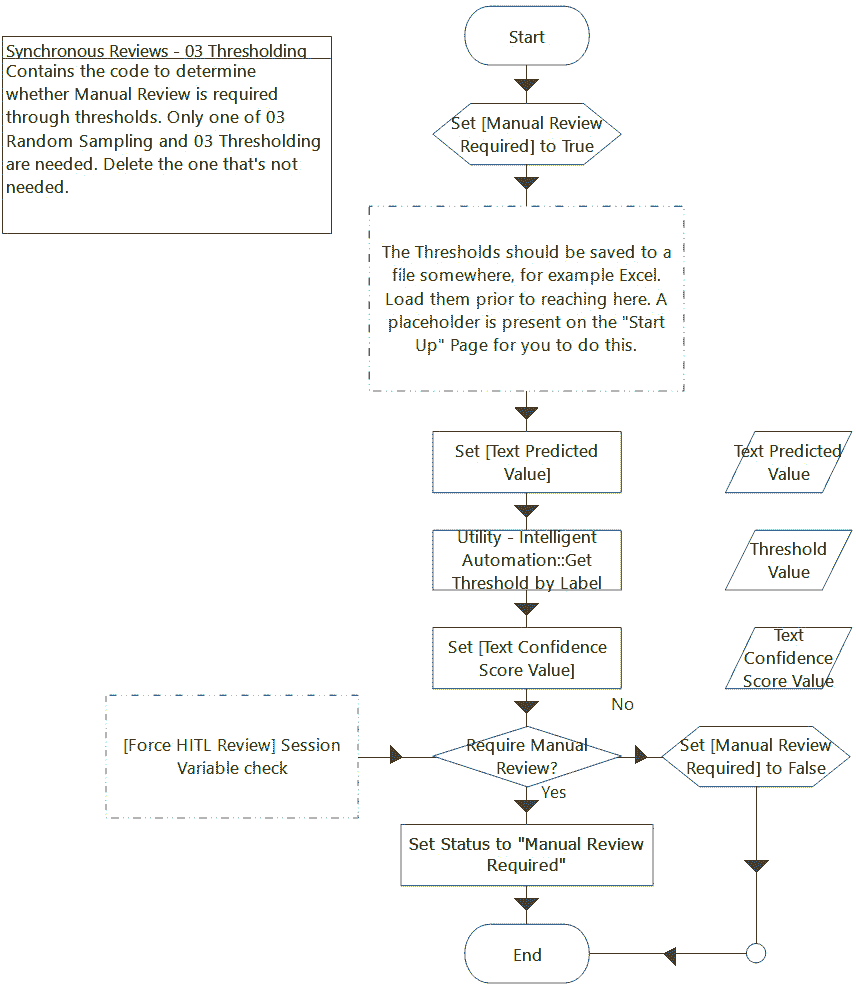 Start
Synchronous Reviews - 03 Thresholding
Contains the code to determine
whether Manual Review is required
through thresholds. Only one of 03
Random Sampling and 03 Thresholding
are needed. Delete the one that's not
needed.
Set [Manual Review
Required] to True
The Thresholds should be saved to a
file somewhere, for example Excel.
Load them prior to reaching here. A
placeholder is present on the "Start
Up" Page for you to do this.
Set [Text Predicted
Value]
Text Predicted
Value
Utility - Intelligent
Automation::Get
Threshold by Label
Threshold
Value
Set [Text Confidence
Score Value]
Text
Confidence
Score Value
[Force HITL Review] Session
Variable check
Require Manual
Review?
No
Set [Manual Review
Required] to False
Yes
Set Status to "Manual Review
Required"
End